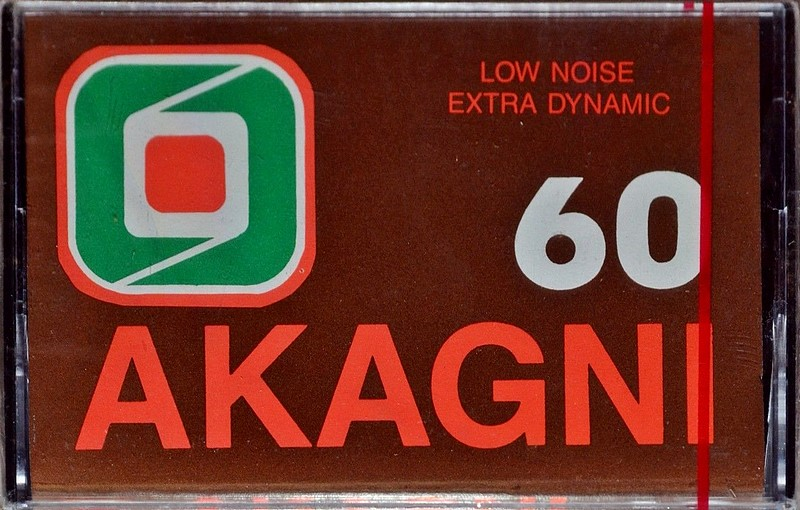 LOW NOISE
EXTRA DYNAMIC
60
AKAGNI